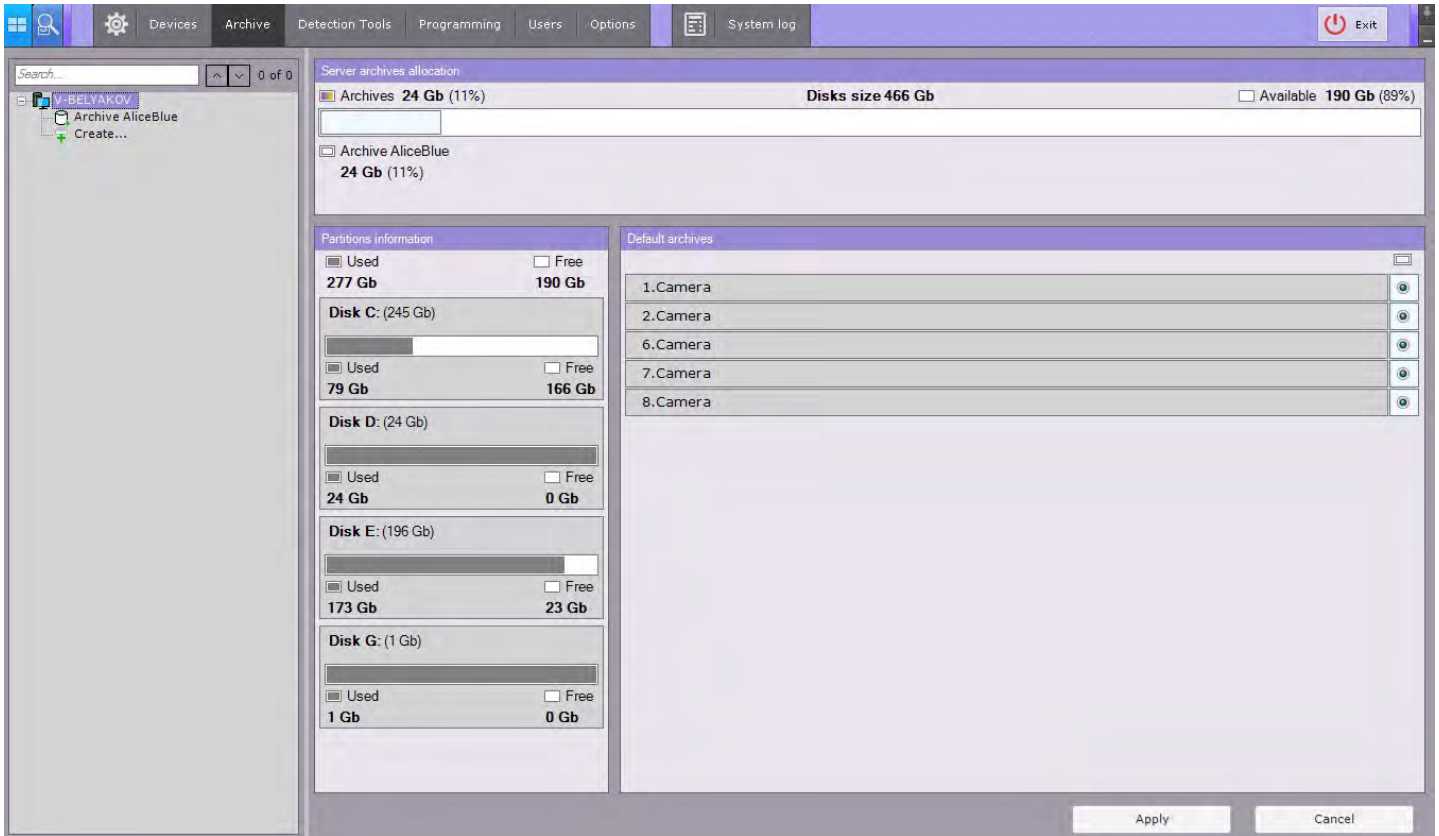 Devices Archive Detection Tools Programming Users Options System log Exit
Search... 0 of 0
V-BELYAKOV
Archive AliceBlue
Create...
Server archives allocation
Archives 24 Gb (11%) Disks size 466 Gb Available 190 Gb (89%)
Archive AliceBlue
24 Gb (11%)
Partitions information
Used Free
277 Gb 190 Gb
Disk C: (245 Gb)
Used Free
79 Gb 166 Gb
Disk D: (24 Gb)
Used Free
24 Gb 0 Gb
Disk E: (196 Gb)
Used Free
173 Gb 23 Gb
Disk G: (1 Gb)
Used Free
1 Gb 0 Gb
Default archives
1.Camera
2.Camera
6.Camera
7.Camera
8.Camera
Apply Cancel